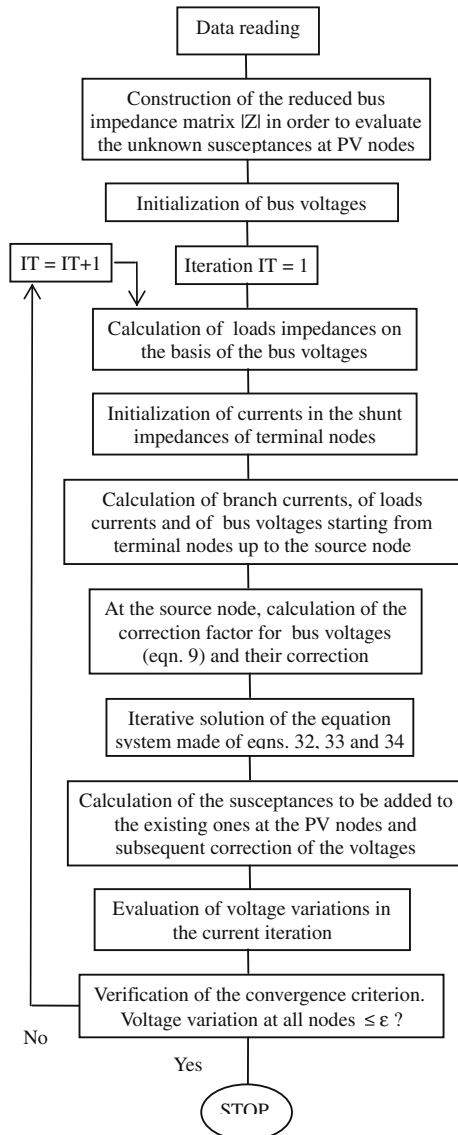 Data reading
Construction of the reduced bus
impedance matrix |Z| in order to evaluate
the unknown susceptances at PV nodes
Initialization of bus voltages
IT = IT+1
Iteration IT = 1
Calculation of loads impedances on
the basis of the bus voltages
Initialization of currents in the shunt
impedances of terminal nodes
Calculation of branch currents, of loads
currents and of bus voltages starting from
terminal nodes up to the source node
At the source node, calculation of the
correction factor for bus voltages
(eqn. 9) and their correction
Iterative solution of the equation
system made of eqns. 32, 33 and 34
Calculation of the susceptances to be added to
the existing ones at the PV nodes and
subsequent correction of the voltages
Evaluation of voltage variations in
the current iteration
Verification of the convergence criterion.
Voltage variation at all nodes ≤ ε ?
No
Yes
STOP